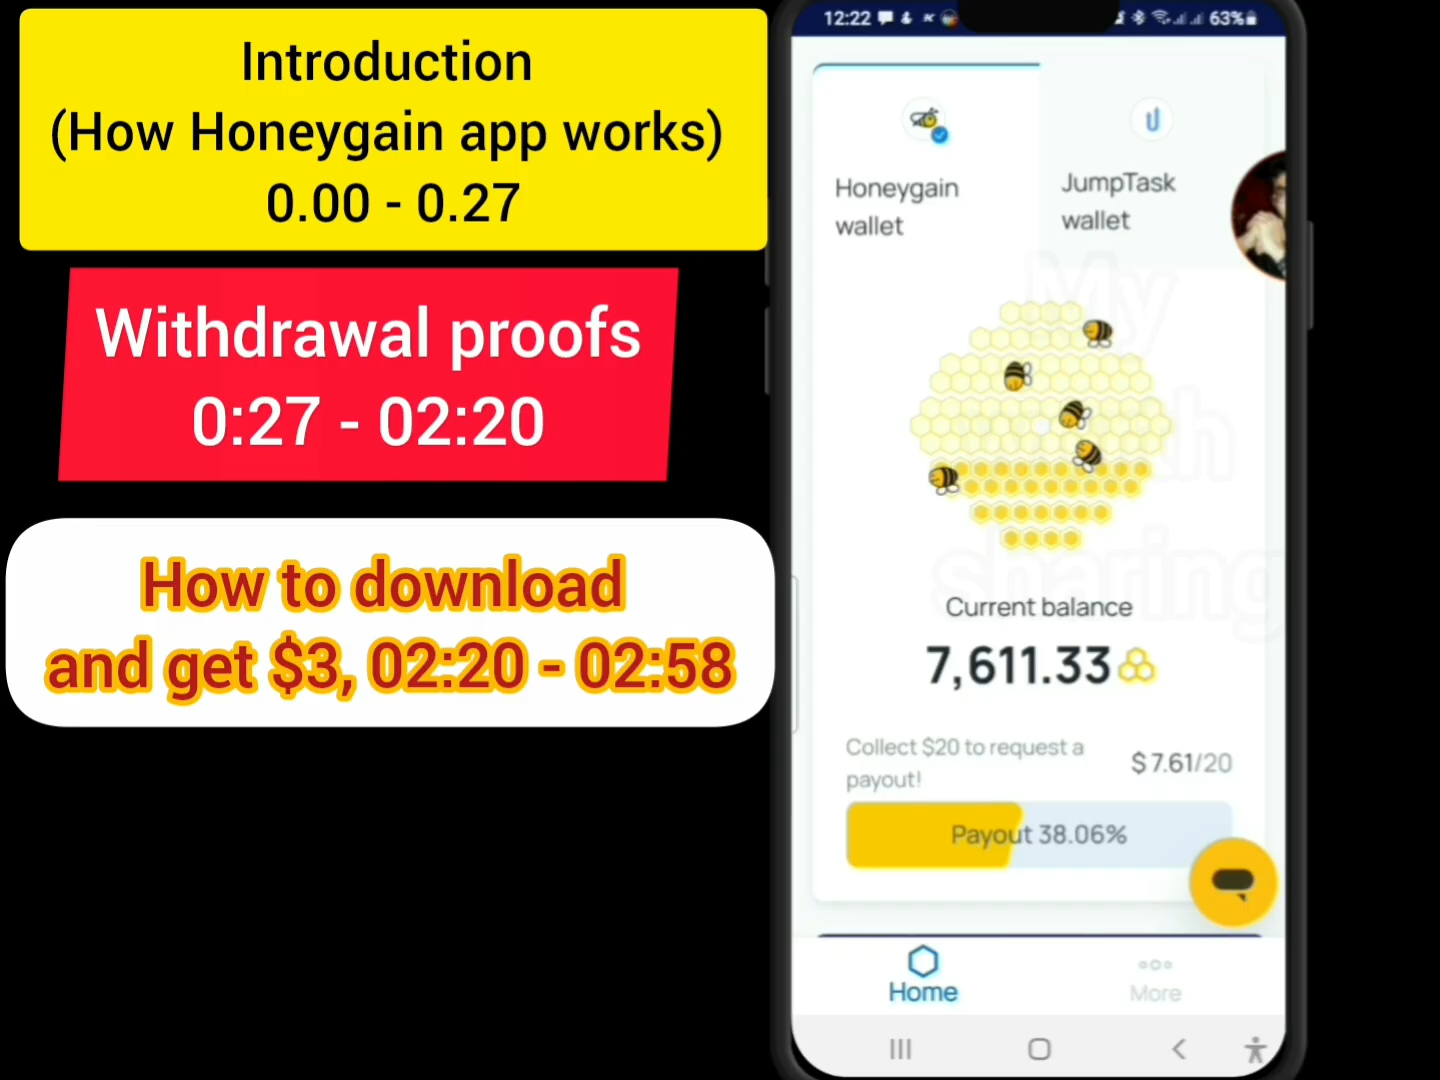 Introduction
(How Honeygain app works)
0.00 - 0.27
Withdrawal proofs
0:27 - 02:20
How to download
and get $3, 02:20 - 02:58
12:22
63%
Honeygain
wallet
JumpTask
wallet
My
sharing
Current balance
7,611.33
Collect $20 to request a
payout!
$ 7.61/20
Payout 38.06%
Home
More